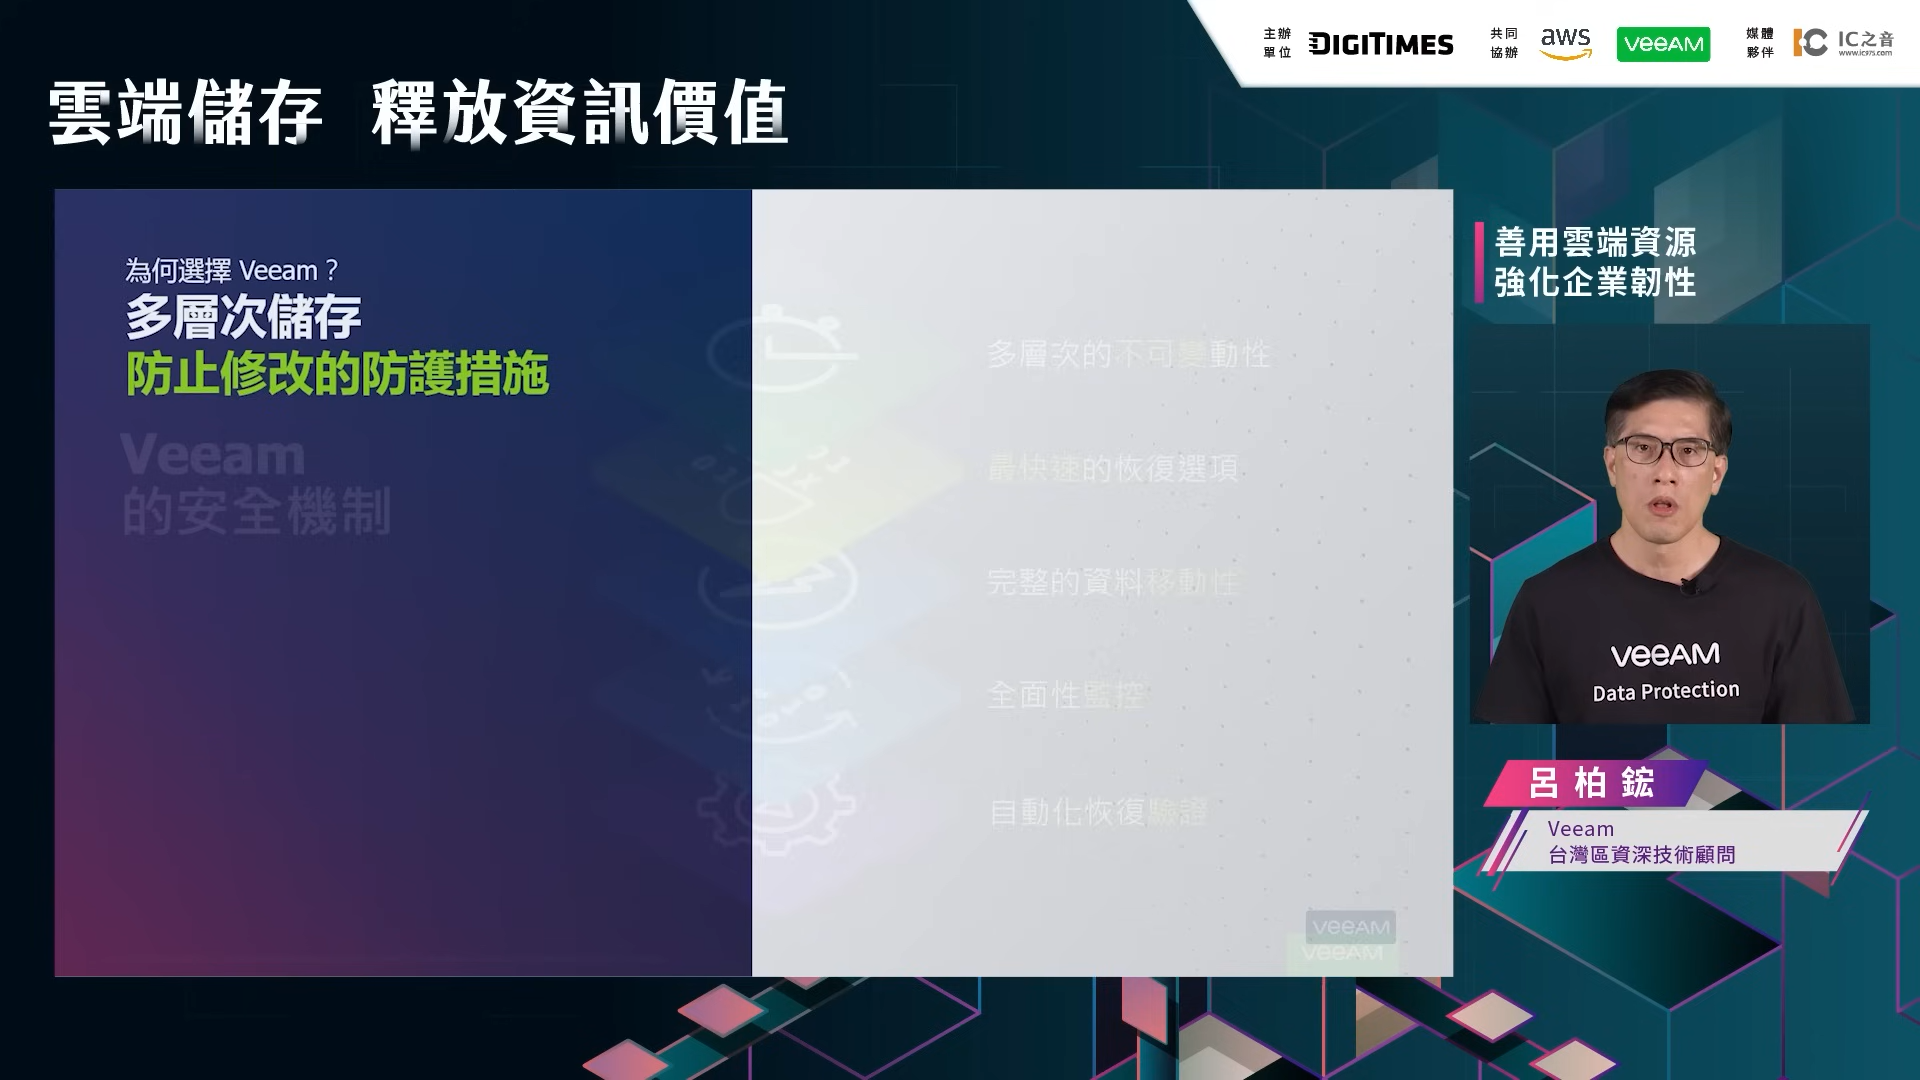 主辦
單位
DIGITIMES
共同
協辦
aws
veeAM
媒體
夥伴
IC之音
www.ic975.com
雲端儲存 釋放資訊價值
為何選擇 Veeam？
多層次儲存
防止修改的防護措施
Veeam
的安全機制
多層次的不可變動性
最快速的恢復選項
完整的資料移動性
全面性監控
自動化恢復驗證
veeAM
veeAM
善用雲端資源
強化企業韌性
veeAM
Data Protection
呂柏鋐
Veeam
台灣區資深技術顧問